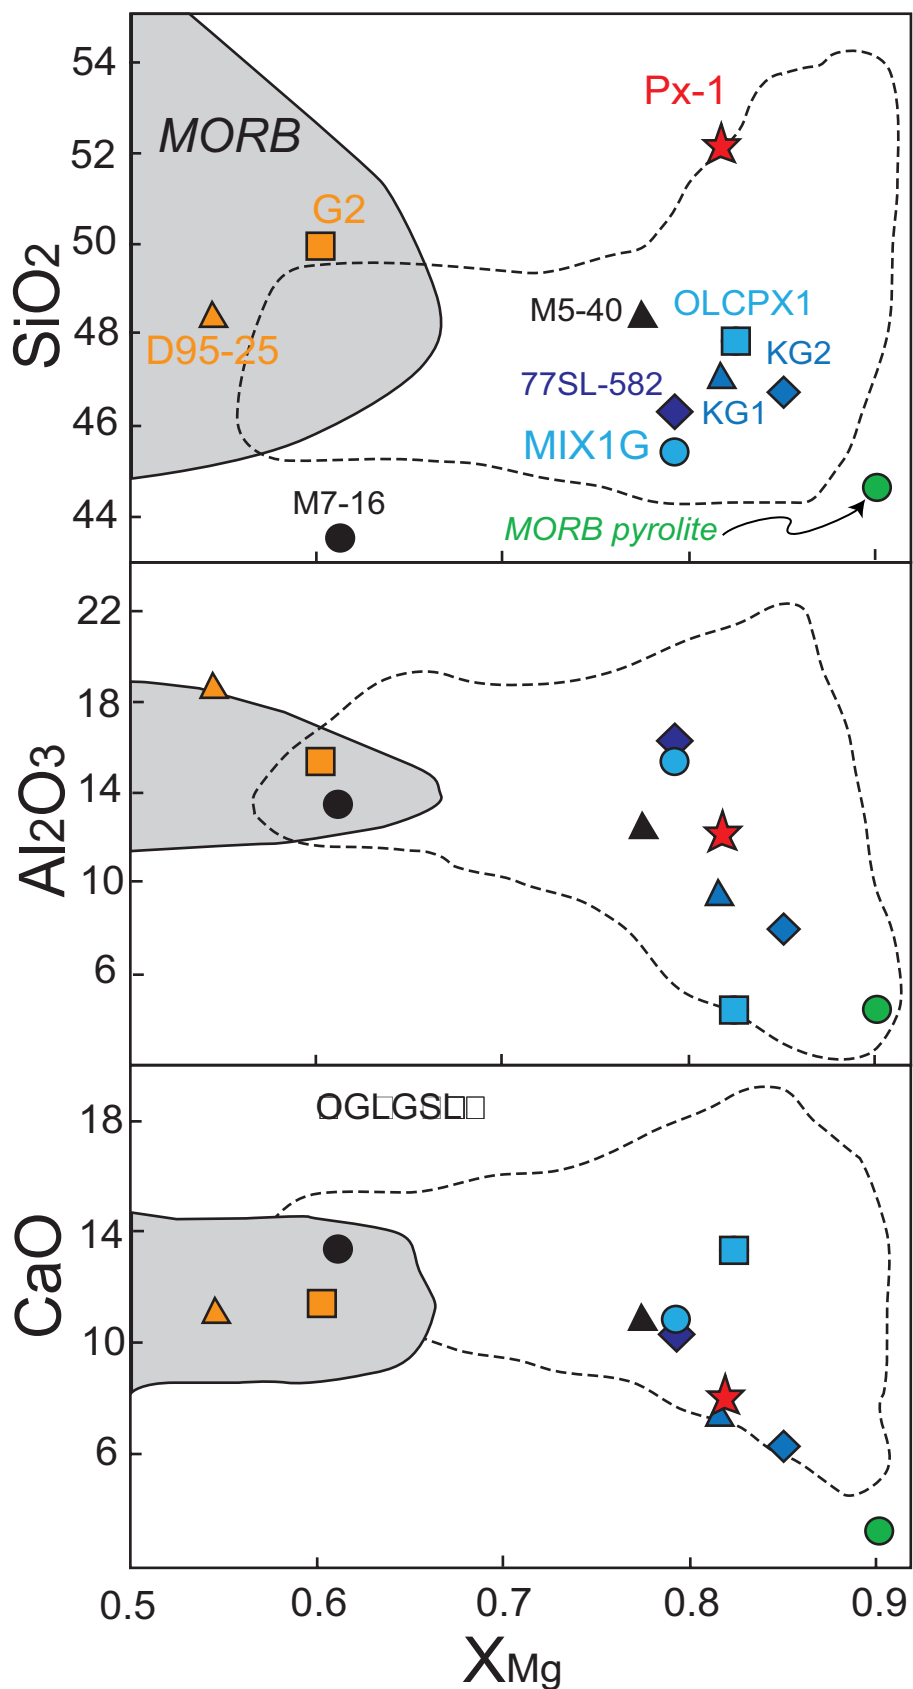 54
52
50
48
46
44
SiO2
MORB
Px-1
G2
D95-25
M5-40
OLCPX1
KG2
77SL-582
KG1
MIX1G
M7-16
MORB pyrolite
22
18
14
10
6
Al2O3
18
14
10
6
CaO
0.5
0.6
0.7
0.8
0.9
XMg